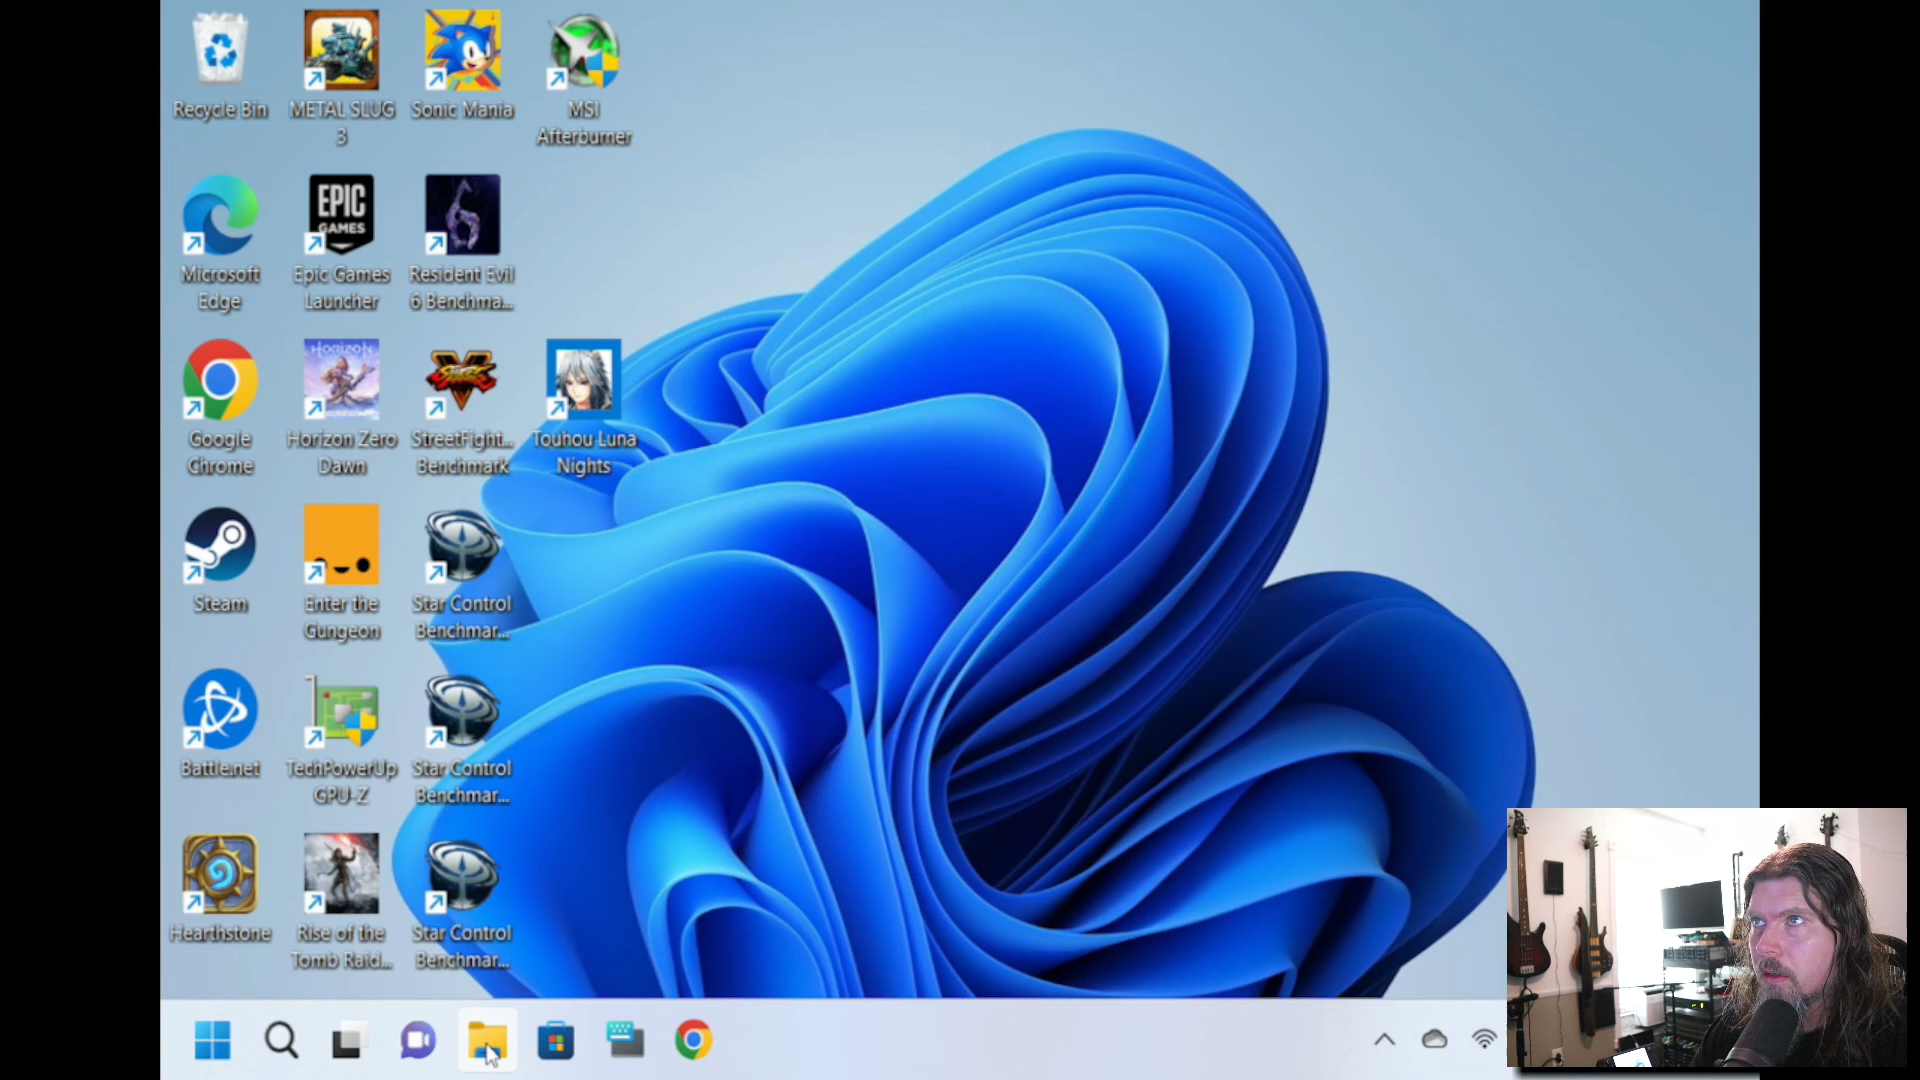 Recycle Bin
METAL SLUG
3
Sonic Mania
MSI
Afterburner
EPIC
GAMES
Microsoft
Edge
Epic Games
Launcher
6
Resident Evil
6 Benchma...
HORIZON
V
Google
Chrome
Horizon Zero
Dawn
StreetFight...
Benchmark
Touhou Luna
Nights
Steam
Enter the
Gungeon
Star Control
Benchmar...
Battle.net
TechPowerUp
GPU-Z
Star Control
Benchmar...
Hearthstone
Rise of the
Tomb Raid...
Star Control
Benchmar...